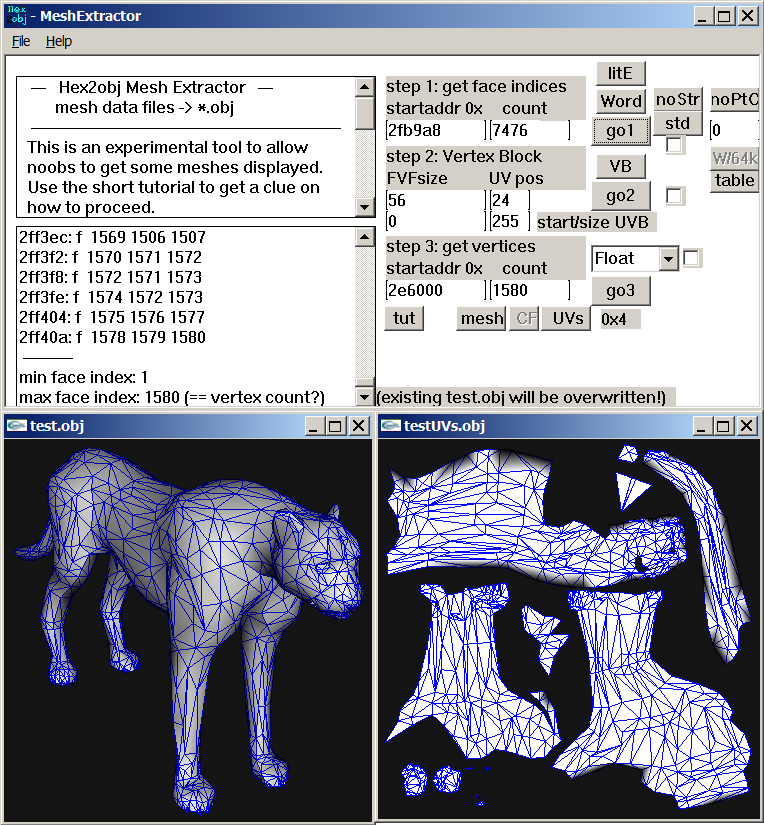 Hex
obj - MeshExtractor
File Help
— Hex2obj Mesh Extractor —
mesh data files -> *.obj
This is an experimental tool to allow
noobs to get some meshes displayed.
Use the short tutorial to get a clue on
how to proceed.
2ff3ec: f 1569 1506 1507
2ff3f2: f 1570 1571 1572
2ff3f8: f 1572 1571 1573
2ff3fe: f 1574 1572 1573
2ff404: f 1575 1576 1577
2ff40a: f 1578 1579 1580
min face index: 1
max face index: 1580 (== vertex count?)
step 1: get face indices
startaddr 0x count
2fb9a8 7476
litE
Word
go1
noStr
std
noPtC
0
step 2: Vertex Block
FVFsize UV pos
56 24
0 255 start/size UVB
VB
go2
W/64k
table
step 3: get vertices
startaddr 0x count
2e6000 1580
Float
go3
tut mesh CF UVs 0x4
(existing test.obj will be overwritten!)
test.obj
testUVs.obj